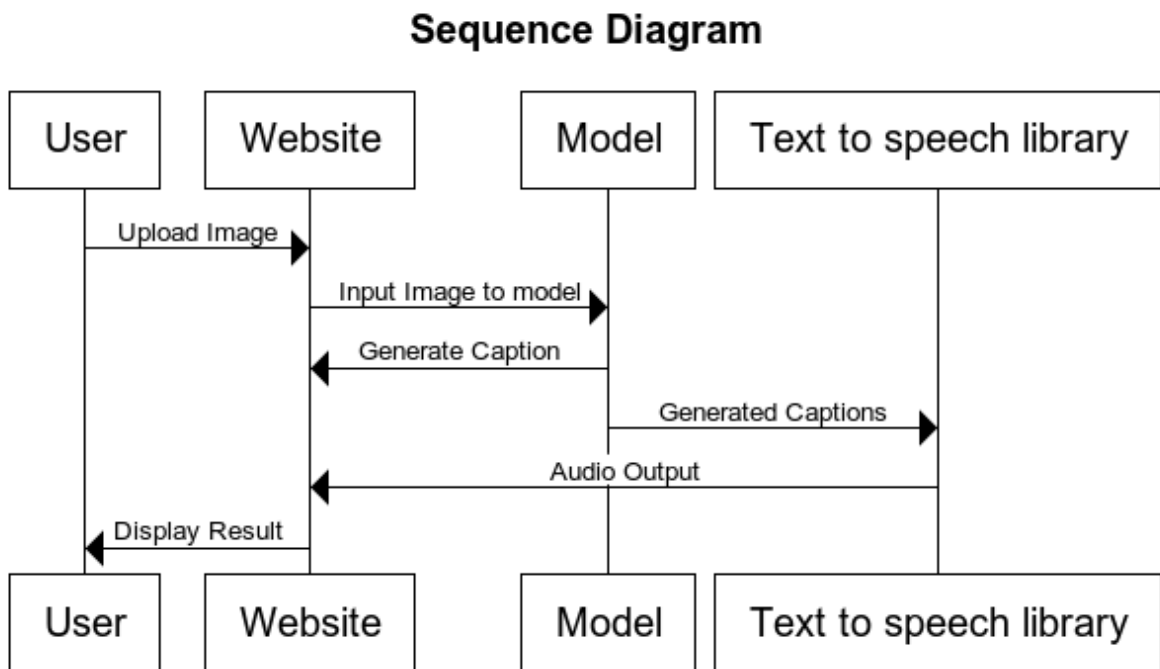 Sequence Diagram
User
Website
Model
Text to speech library
Upload Image
Input Image to model
Generate Caption
Generated Captions
Audio Output
Display Result
User
Website
Model
Text to speech library